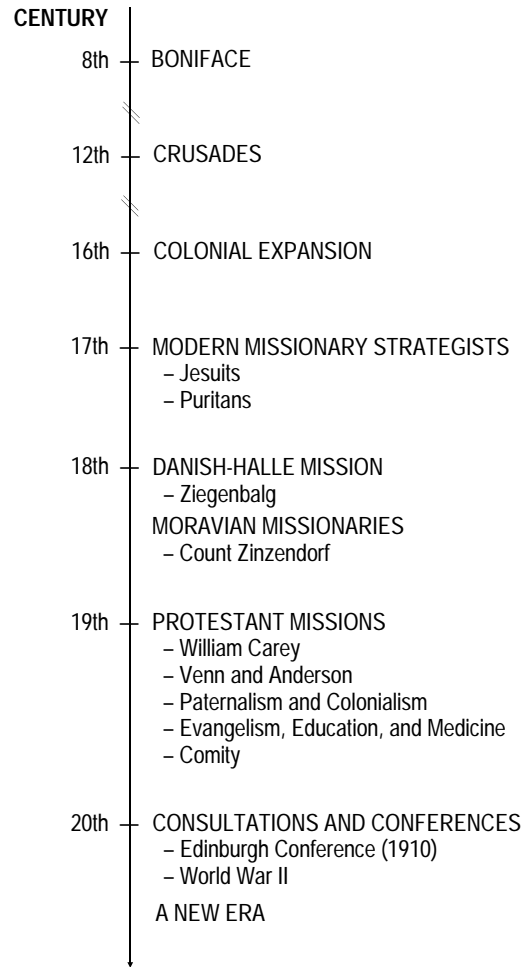 CENTURY
8th BONIFACE
12th CRUSADES
16th COLONIAL EXPANSION
17th MODERN MISSIONARY STRATEGISTS
– Jesuits
– Puritans
18th DANISH-HALLE MISSION
– Ziegenbalg
MORAVIAN MISSIONARIES
– Count Zinzendorf
19th PROTESTANT MISSIONS
– William Carey
– Venn and Anderson
– Paternalism and Colonialism
– Evangelism, Education, and Medicine
– Comity
20th CONSULTATIONS AND CONFERENCES
– Edinburgh Conference (1910)
– World War II
A NEW ERA